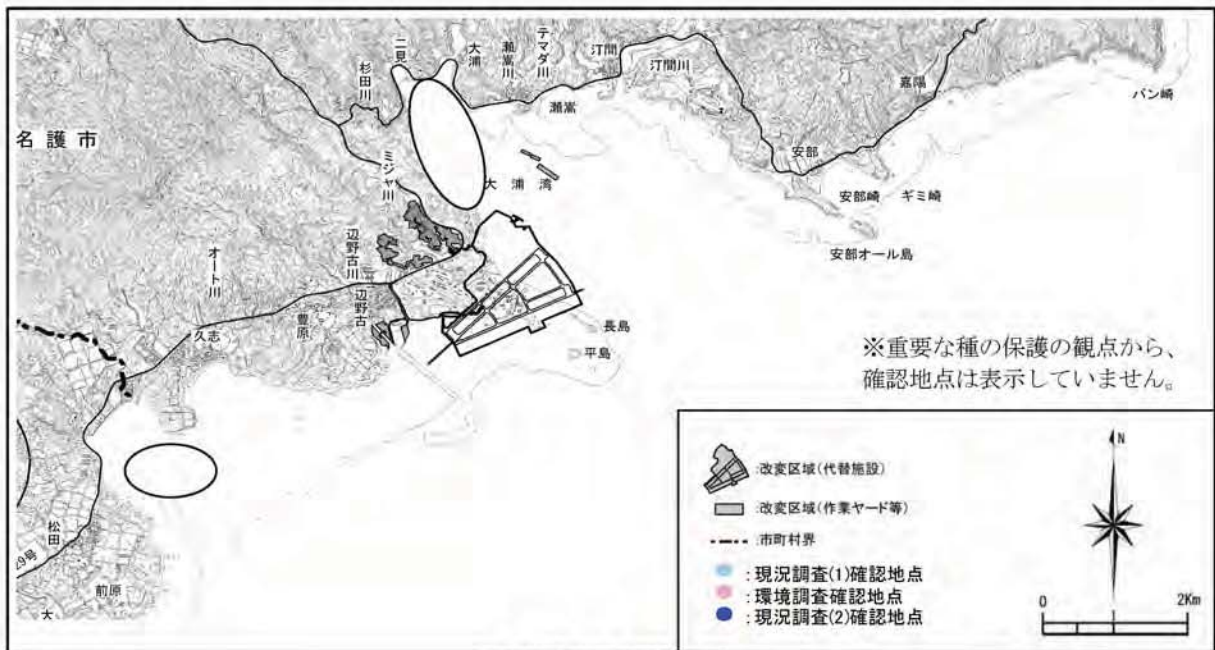 二見
杉田川
大浦
瀬嵩川
テマダ川
汀間
汀間川
瀬嵩
嘉陽
バン崎
名護市
ミジャ川
大浦湾
安部
安部崎
ギミ崎
安部オール島
オート川
辺野古川
辺野古
豊原
久志
長島
平島
※重要な種の保護の観点から、
確認地点は表示していません。
松田
29号
前原
大
:改変区域(代替施設)
:改変区域(作業ヤード等)
:市町村界
:現況調査(1)確認地点
:環境調査確認地点
:現況調査(2)確認地点
N
0 2Km